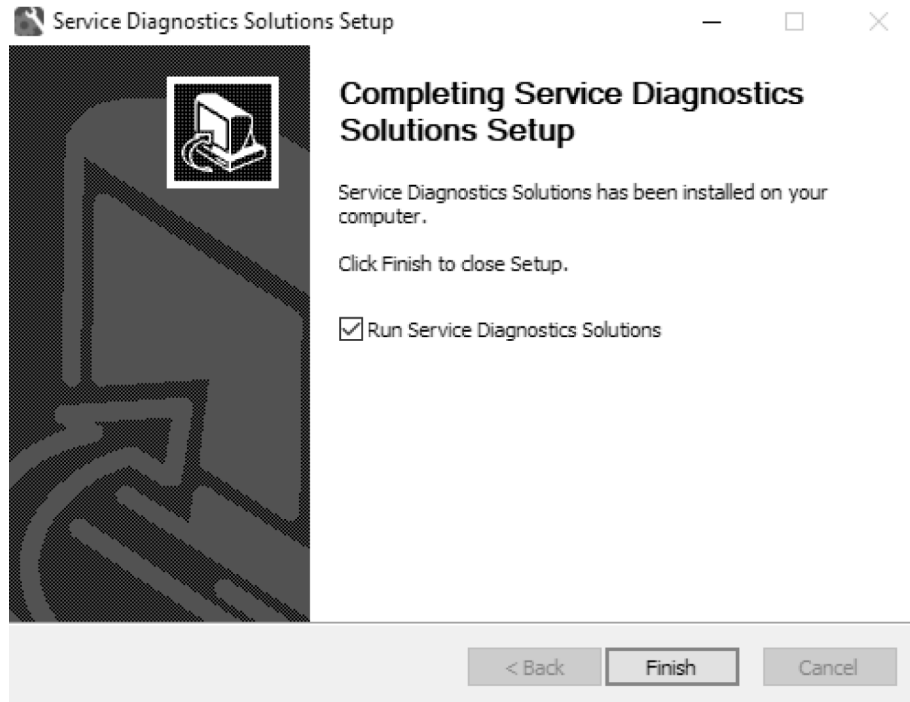 Service Diagnostics Solutions Setup
Completing Service Diagnostics
Solutions Setup
Service Diagnostics Solutions has been installed on your
computer.
Click Finish to close Setup.
Run Service Diagnostics Solutions
< Back
Finish
Cancel